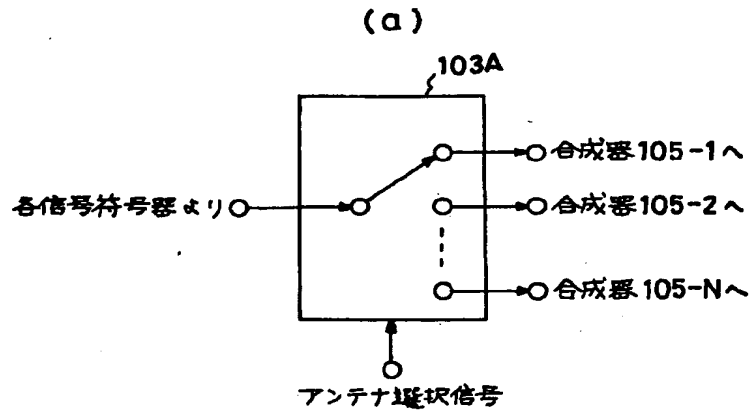 (a)
103A
合成器105-1へ
各信号符号器より
合成器105-2へ
合成器105-Nへ
アンテナ選択信号